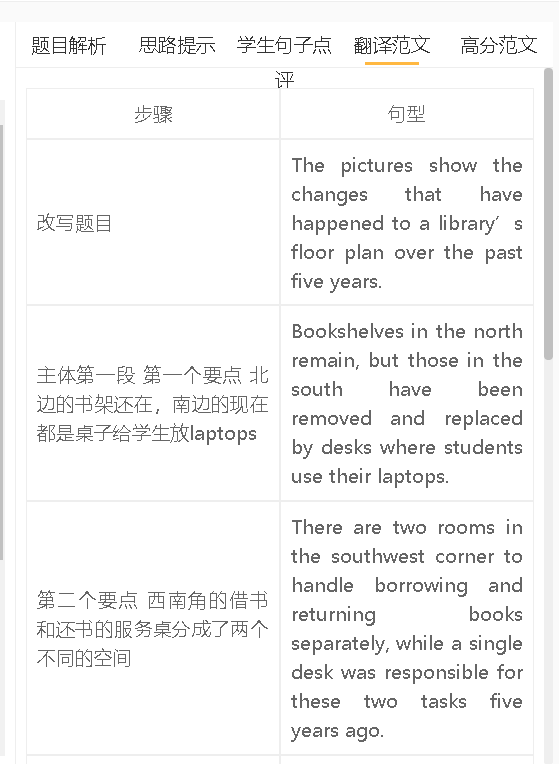 题目解析 思路提示 学生句子点 翻译范文 高分范文
评
步骤 句型
改写题目
The pictures show the
changes that have
happened to a library’s
floor plan over the past
five years.
主体第一段 第一个要点 北
边的书架还在，南边的现在
都是桌子给学生放laptops
Bookshelves in the north
remain, but those in the
south have been
removed and replaced
by desks where students
use their laptops.
第二个要点 西南角的借书
和还书的服务桌分成了两个
不同的空间
There are two rooms in
the southwest corner to
handle borrowing and
returning books
separately, while a single
desk was responsible for
these two tasks five
years ago.